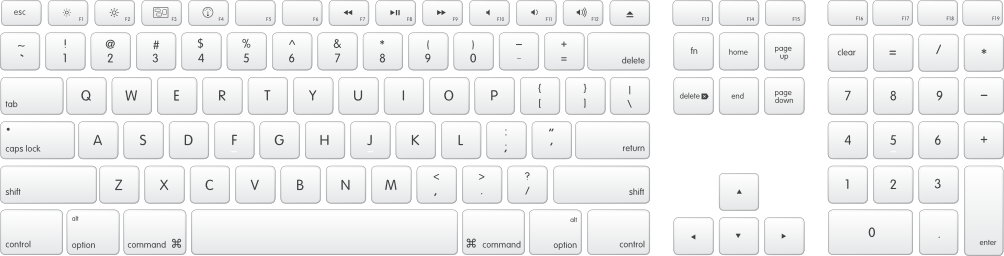 esc F1 F2 F3 F4 F5 F6 F7 F8 F9 F10 F11 F12 F13 F14 F15 F16 F17 F18 F19
~ ! @ # $ % ^ & * ( ) – +
` 1 2 3 4 5 6 7 8 9 0 - = delete fn home page up clear = / *
tab Q W E R T Y U I O P { [ } ] | \ delete end page down 7 8 9 –
caps lock A S D F G H J K L : ; " ' return 4 5 6 +
shift Z X C V B N M < , > . ? / shift ▲ 1 2 3
control alt option command ⌘ ⌘ command alt option control ◄ ▼ ► 0 . enter